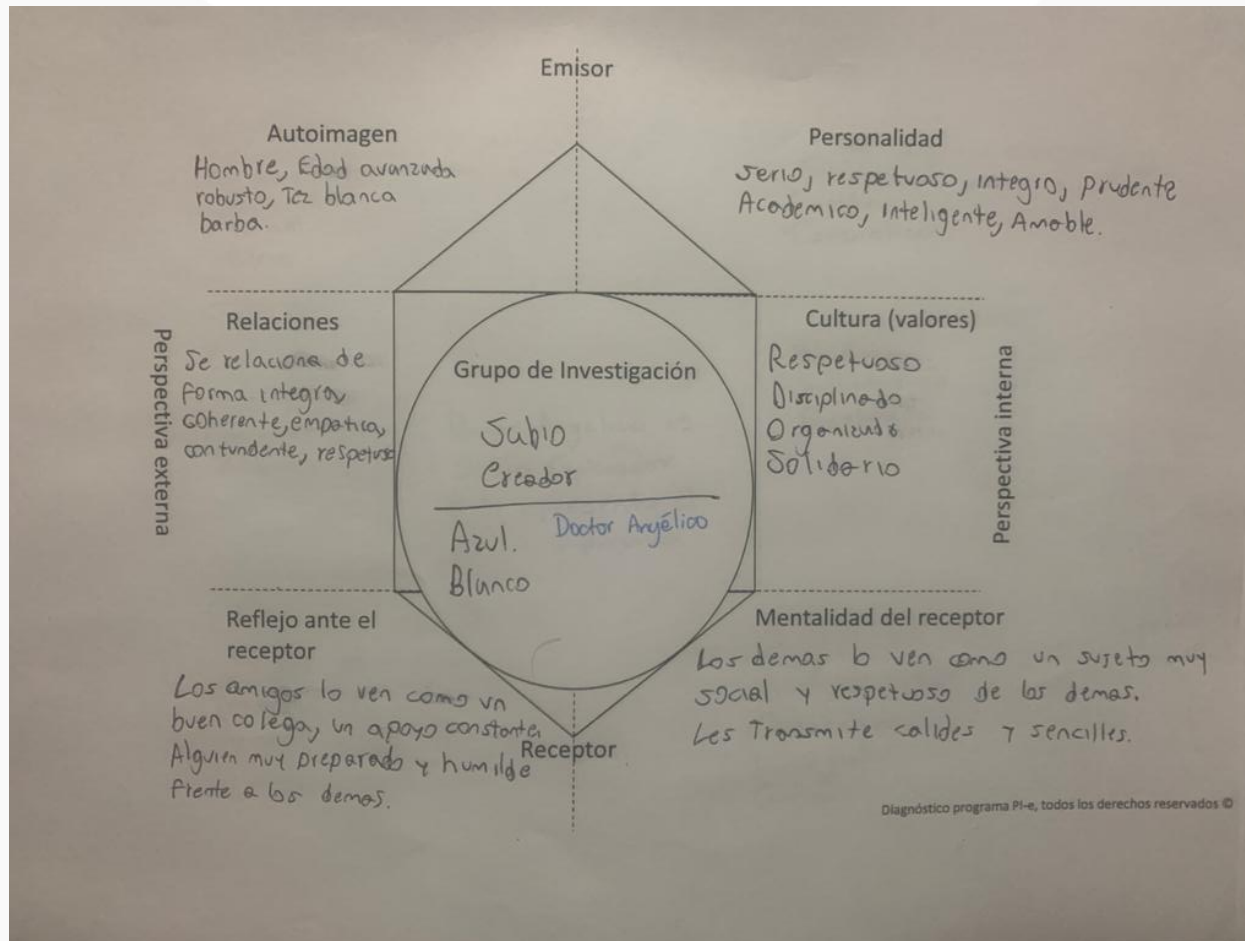 Emisor
Autoimagen
Hombre, Edad avanzada
robusto, Tez blanca
barba.
Personalidad
serio, respetuoso, integro, prudente
Academico, Inteligente, Amable.
Perspectiva externa
Relaciones
Se relaciona de
forma integra,
coherente, empatica,
contundente, respetuso
Grupo de Investigación
Sabio
Creador
Azul.
Doctor Angélico
Blanco
Cultura (valores)
Respetuoso
Disciplinado
Organizado
Solidario
Perspectiva interna
Reflejo ante el
receptor
Los amigos lo ven como un
buen colega, un apoyo constante.
Alguien muy preparado y humilde
frente a los demas.
Receptor
Mentalidad del receptor
Los demas lo ven como un sujeto muy
social y respetuoso de los demas.
Les Transmite calides y sencilles.
Diagnóstico programa PI-e, todos los derechos reservados ©